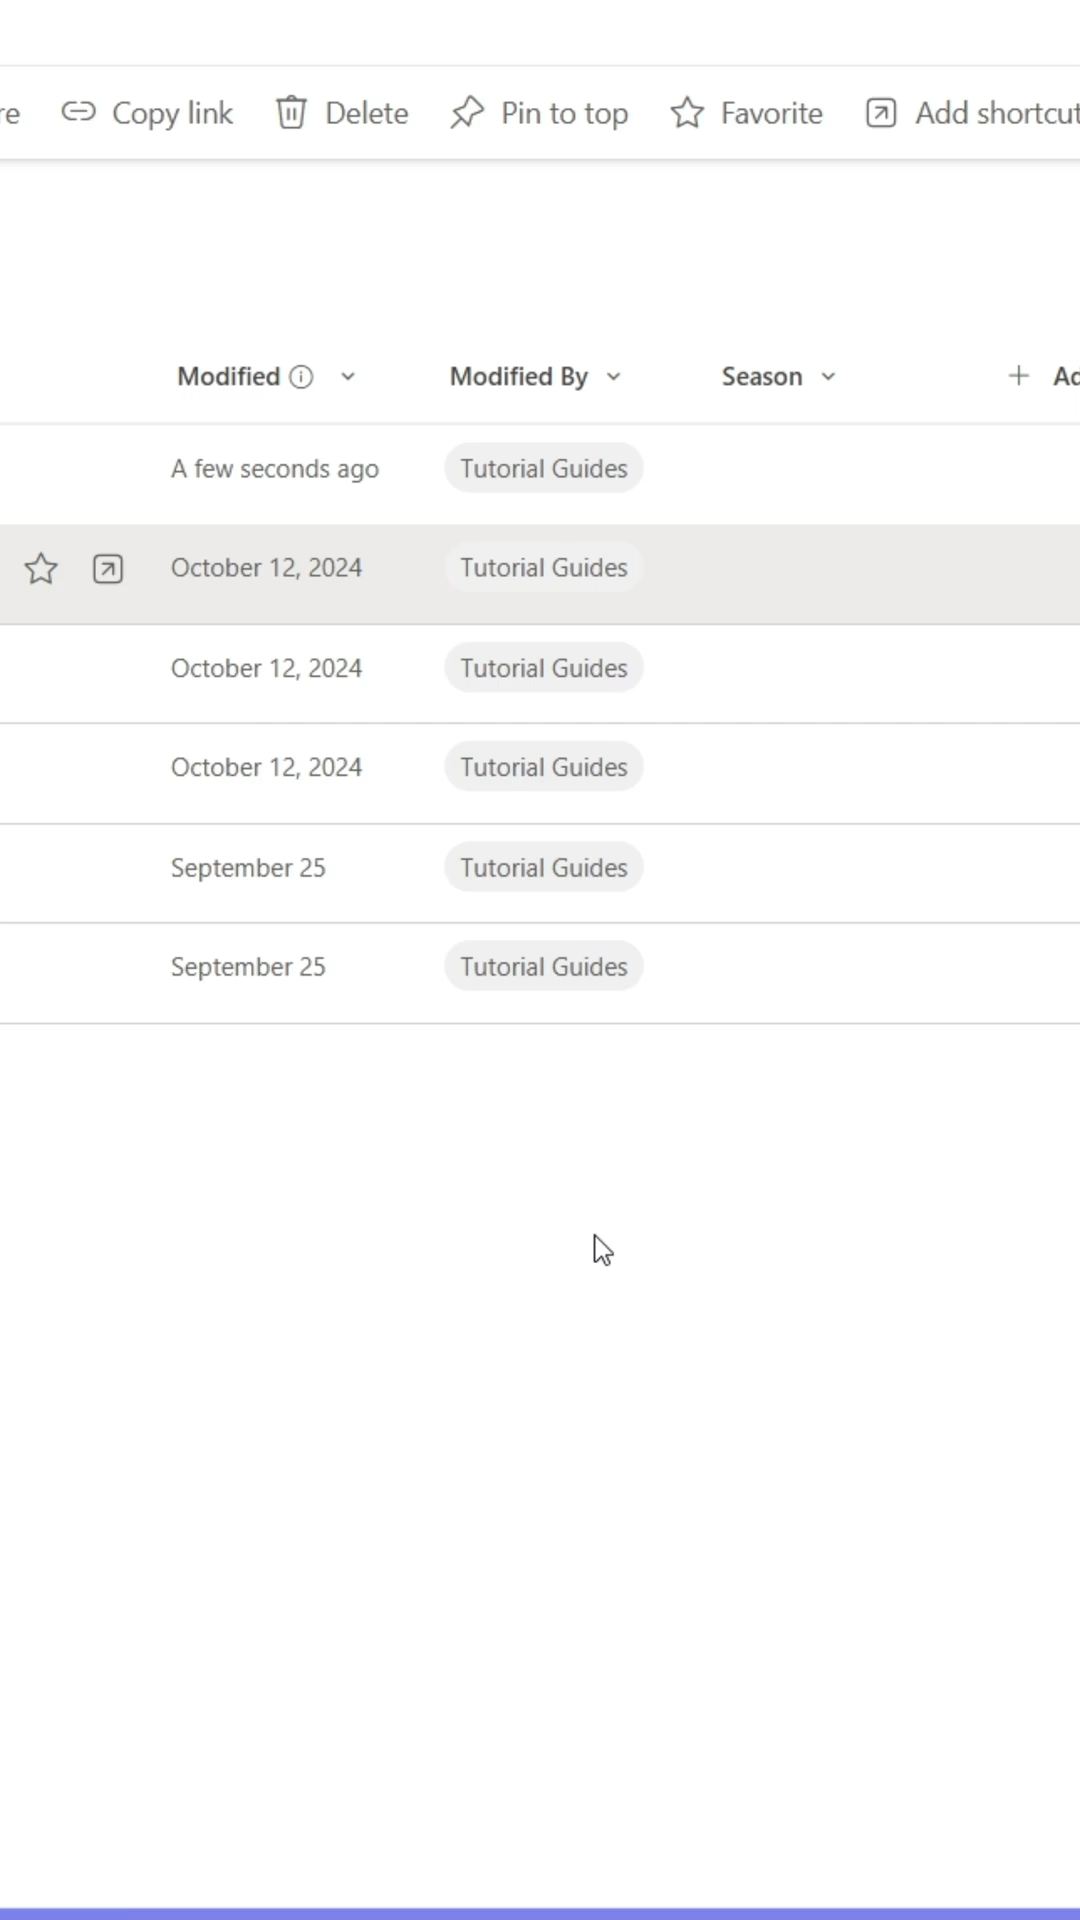 re Copy link Delete Pin to top Favorite Add shortcut
Modified Modified By Season + Ad
A few seconds ago Tutorial Guides
October 12, 2024 Tutorial Guides
October 12, 2024 Tutorial Guides
October 12, 2024 Tutorial Guides
September 25 Tutorial Guides
September 25 Tutorial Guides